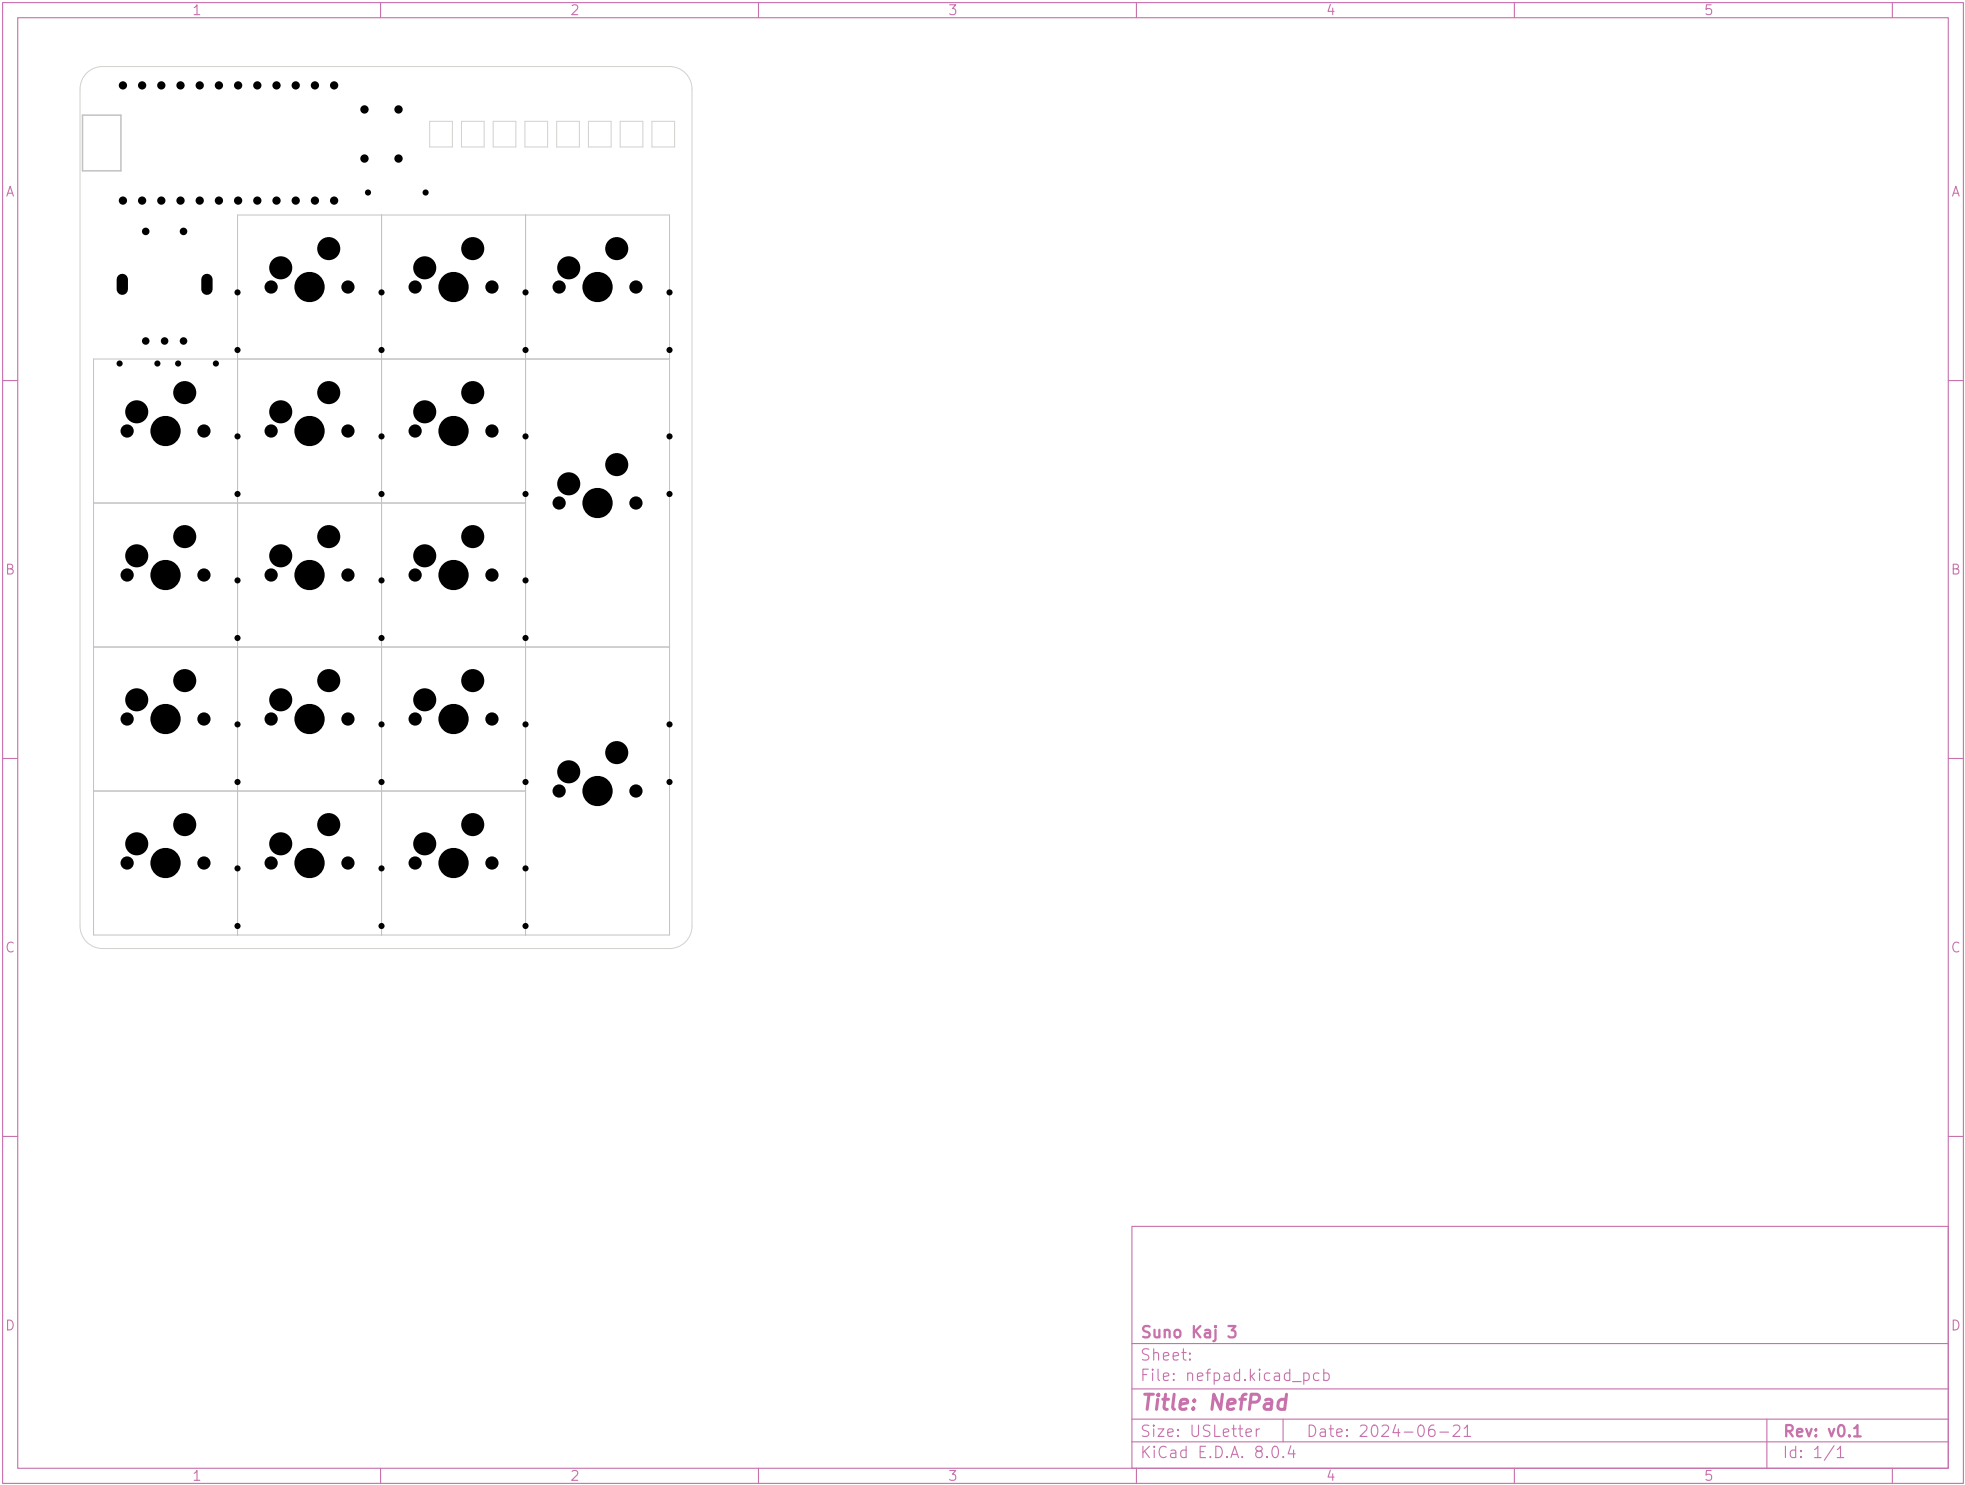 1 2 3 4 5
A A
B B
C C
D D
Suno Kaj 3
Sheet:
File: nefpad.kicad_pcb
Title: NefPad
Size: USLetter Date: 2024-06-21 Rev: v0.1
KiCad E.D.A. 8.0.4 Id: 1/1
1 2 3 4 5